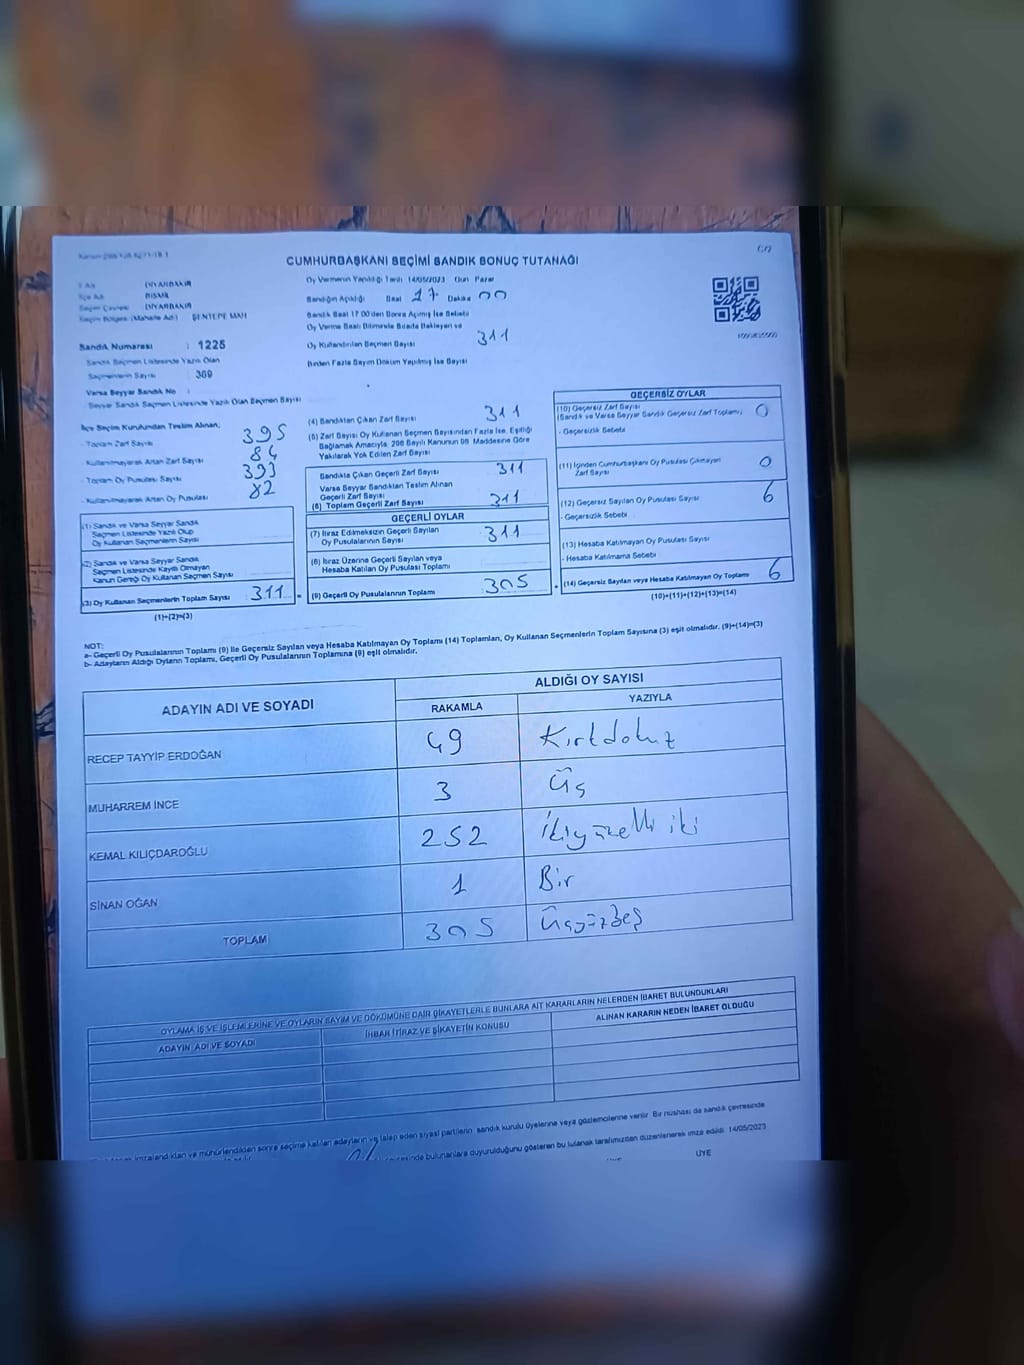 CUMHURBAŞKANI SEÇİMİ SANDIK SONUÇ TUTANAĞI
İl Adı : DİYARBAKIR
İlçe Adı : BİSMİL
Seçim Çevresi : DİYARBAKIR
Seçim Bölgesi (Mahalle Adı) : ŞENTEPE MAH
Sandık Numarası : 1225
Sandık Seçmen Listesinde Yazılı Olan
Seçmenlerin Sayısı : 369
Varsa Seyyar Sandık No :
Seyyar Sandık Seçmen Listesinde Yazılı Olan Seçmen Sayısı
Oy Vermenin Yapıldığı Tarih 14/05/2023 Gün Pazar
Sandığın Açıldığı Saat 17 Dakika 00
Sandık Saat 17.00'den Sonra Açılmış İse Sebebi
Oy Verme Saati Bitiminde Sırada Bekleyen ve
Oy Kullandırılan Seçmen Sayısı 311
Birden Fazla Sayım Döküm Yapılmış İse Sayısı
İlçe Seçim Kurulundan Teslim Alınan;
- Toplam Zarf Sayısı 395
- Kullanılmayarak Artan Zarf Sayısı 84
- Toplam Oy Pusulası Sayısı 393
- Kullanılmayarak Artan Oy Pusulası 82
(1) Sandık ve Varsa Seyyar Sandık
Seçmen Listesinde Yazılı Olup
Oy Kullanan Seçmenlerin Sayısı
(2) Sandık ve Varsa Seyyar Sandık
Seçmen Listesinde Kayıtlı Olmayan
Kanun Gereği Oy Kullanan Seçmen Sayısı
(3) Oy Kullanan Seçmenlerin Toplam Sayısı 311
(1)+(2)=(3)
(4) Sandıktan Çıkan Zarf Sayısı 311
(5) Zarf Sayısı Oy Kullanan Seçmen Sayısından Fazla İse, Eşitliği
Sağlamak Amacıyla, 298 Sayılı Kanunun 98. Maddesine Göre
Yakılarak Yok Edilen Zarf Sayısı
Sandıkta Çıkan Geçerli Zarf Sayısı 311
Varsa Seyyar Sandıktan Teslim Alınan
Geçerli Zarf Sayısı
(6) Toplam Geçerli Zarf Sayısı 311
GEÇERLİ OYLAR
(7) İtiraz Edilmeksizin Geçerli Sayılan
Oy Pusulalarının Sayısı 311
(8) İtiraz Üzerine Geçerli Sayılan veya
Hesaba Katılan Oy Pusulası Toplamı
(9) Geçerli Oy Pusulalarının Toplamı 305
GEÇERSİZ OYLAR
(10) Geçersiz Zarf Sayısı
(Sandık ve Varsa Seyyar Sandık Geçersiz Zarf Toplamı) 0
- Geçersizlik Sebebi
(11) İçinden Cumhurbaşkanı Oy Pusulası Çıkmayan
Zarf Sayısı 0
(12) Geçersiz Sayılan Oy Pusulası Sayısı 6
- Geçersizlik Sebebi
(13) Hesaba Katılmayan Oy Pusulası Sayısı
- Hesaba Katılmama Sebebi
(14) Geçersiz Sayılan veya Hesaba Katılmayan Oy Toplamı 6
(10)+(11)+(12)+(13)=(14)
NOT:
a- Geçerli Oy Pusulalarının Toplamı (9) ile Geçersiz Sayılan veya Hesaba Katılmayan Oy Toplamı (14) Toplamları, Oy Kullanan Seçmenlerin Toplam Sayısına (3) eşit olmalıdır. (9)+(14)=(3)
b- Adayların Aldığı Oyların Toplamı, Geçerli Oy Pusulalarının Toplamına (9) eşit olmalıdır.
ADAYIN ADI VE SOYADI ALDIĞI OY SAYISI
RAKAMLA YAZIYLA
RECEP TAYYİP ERDOĞAN 49 Kırkdokuz
MUHARREM İNCE 3 Üç
KEMAL KILIÇDAROĞLU 252 İkiyüzelli iki
SİNAN OĞAN 1 Bir
TOPLAM 305 Üçyüzbeş
OYLAMA İŞ VE İŞLEMLERİNE VE OYLARIN SAYIM VE DÖKÜMÜNE DAİR ŞİKAYETLERLE BUNLARA AİT KARARLARIN NELERDEN İBARET BULUNDUKLARI
ADAYIN ADI VE SOYADI İHBAR İTİRAZ VE ŞİKAYETİN KONUSU ALINAN KARARIN NEDEN İBARET OLDUĞU
imzalandıktan ve mühürlendikten sonra seçime katılan adayların ve talep eden siyasi partilerin sandık kurulu üyelerine veya gözlemcilerine verilir. Bir nüshası da sandık çevresinde
bulunanlara duyurulduğunu gösteren bu tutanak tarafımızdan düzenlenerek imza edildi. 14/05/2023
ÜYE